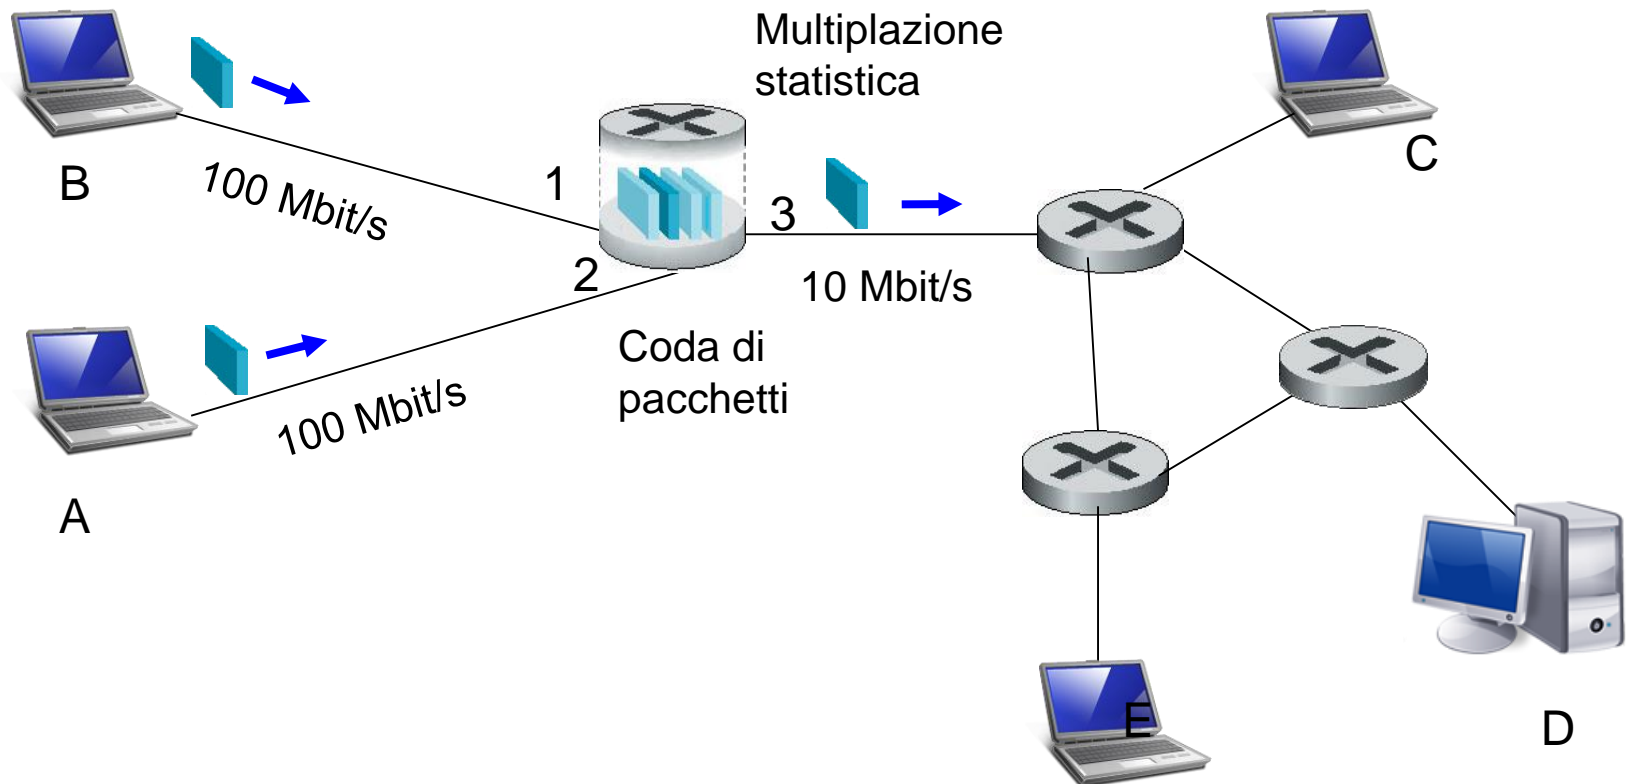 Multiplazione
statistica
B
100 Mbit/s
1
2
3
10 Mbit/s
C
A
100 Mbit/s
Coda di
pacchetti
E
D